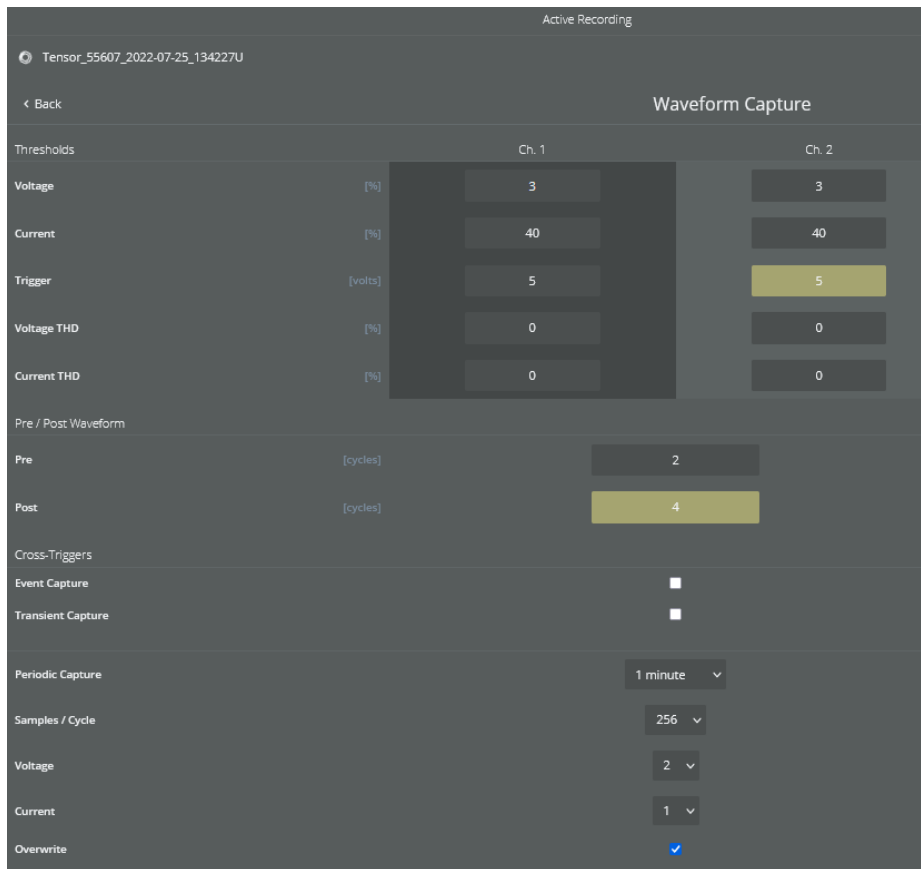 Active Recording
Tensor_55607_2022-07-25_134227U
Back Waveform Capture
Thresholds Ch. 1 Ch. 2
Voltage [%] 3 3
Current [%] 40 40
Trigger [volts] 5 5
Voltage THD [%] 0 0
Current THD [%] 0 0
Pre / Post Waveform
Pre [cycles] 2
Post [cycles] 4
Cross-Triggers
Event Capture
Transient Capture
Periodic Capture 1 minute
Samples / Cycle 256
Voltage 2
Current 1
Overwrite